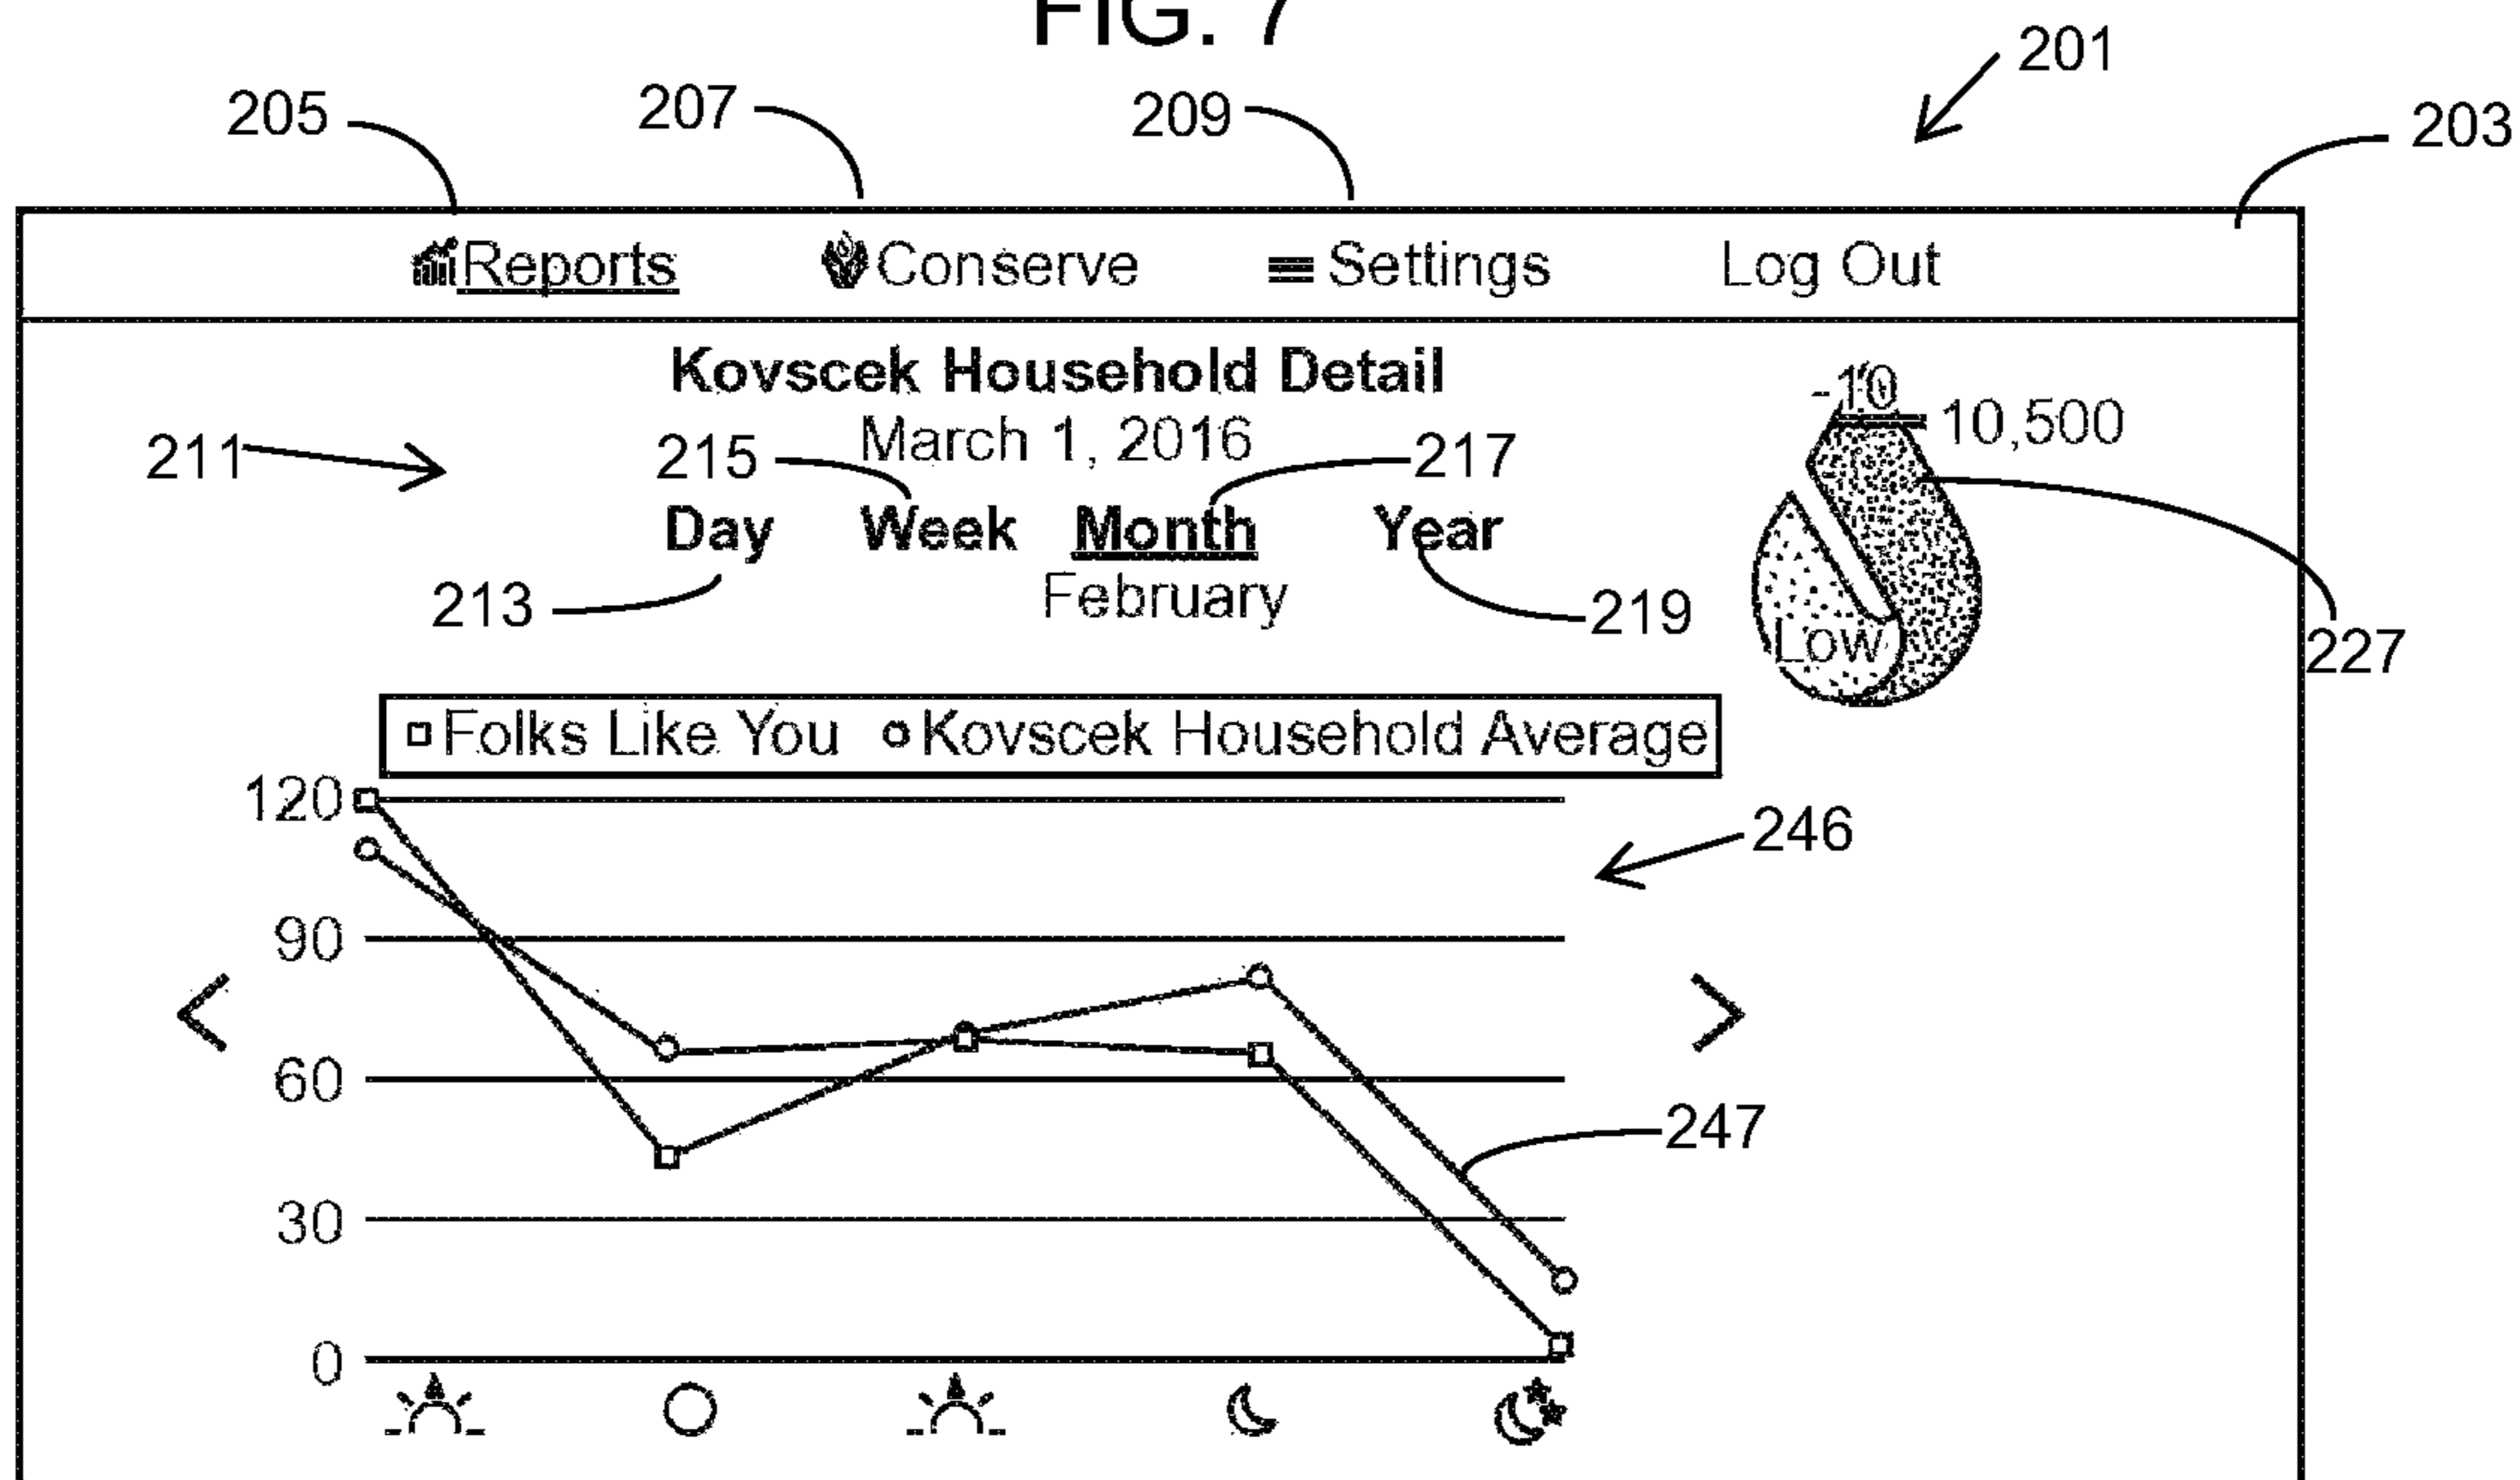 FIG. 7
201
205 207 209 203
Reports Conserve Settings Log Out
Kovscek Household Detail
-10
March 1, 2016
10,500
211 215 217
Day Week Month Year
213 February 219
Low
227
Folks Like You Kovscek Household Average
120
246
90
60
247
30
0